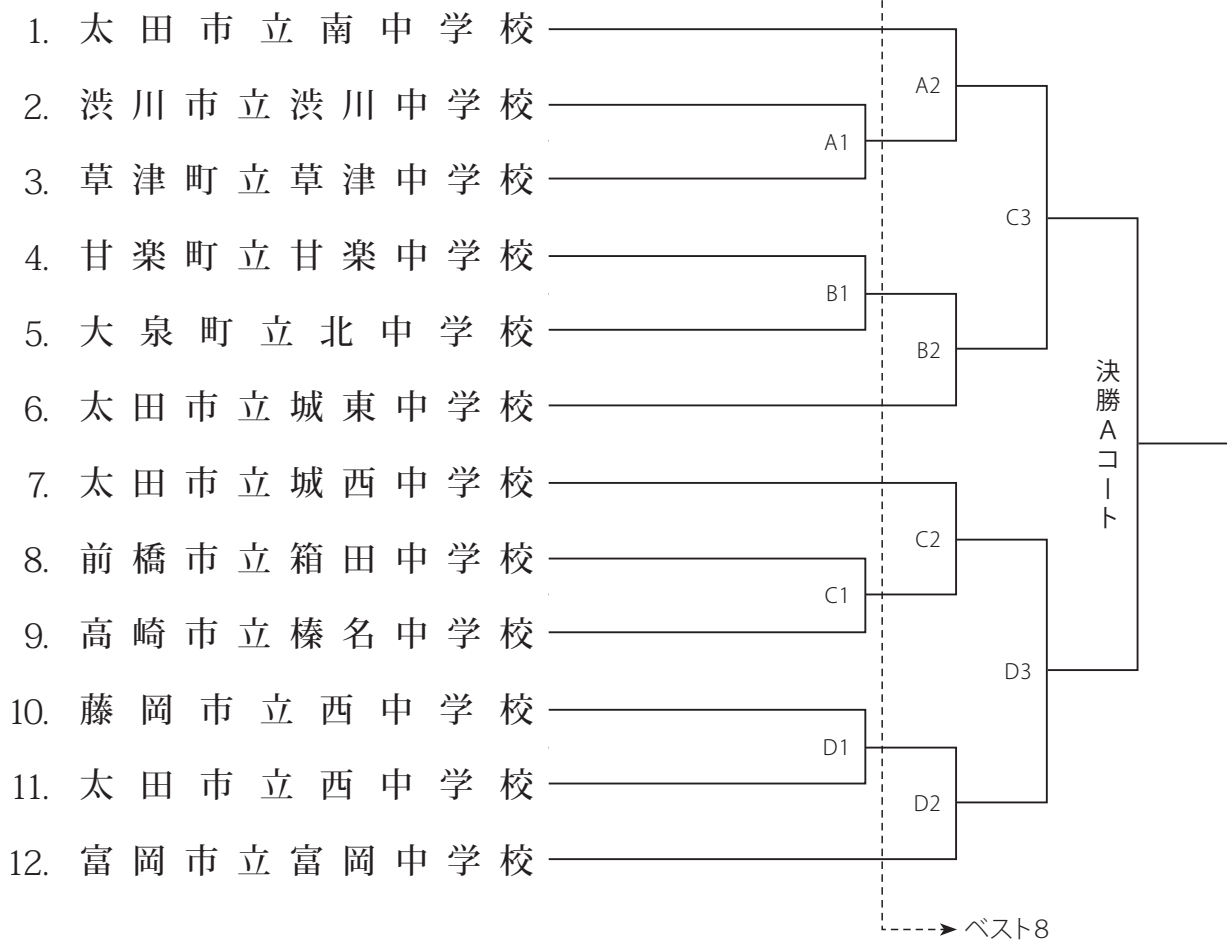 1. 太田市立南中学校
2. 渋川市立渋川中学校
3. 草津町立草津中学校
4. 甘楽町立甘楽中学校
5. 大泉町立北中学校
6. 太田市立城東中学校
7. 太田市立城西中学校
8. 前橋市立箱田中学校
9. 高崎市立榛名中学校
10. 藤岡市立西中学校
11. 太田市立西中学校
12. 富岡市立富岡中学校
A1
B1
C1
D1
A2
B2
C2
D2
C3
D3
決勝Aコート
ベスト8